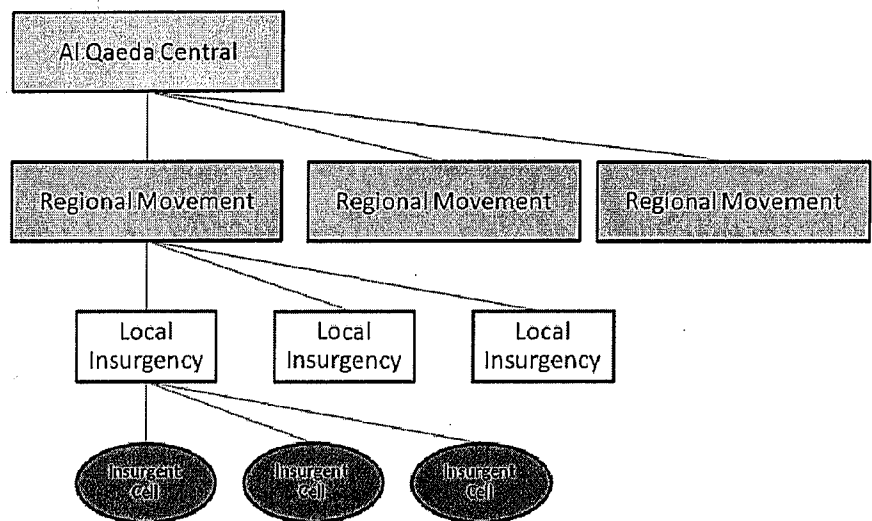 Al Qaeda Central
Regional Movement
Regional Movement
Regional Movement
Local
Insurgency
Local
Insurgency
Local
Insurgency
Insurgent
Cell
Insurgent
Cell
Insurgent
Cell